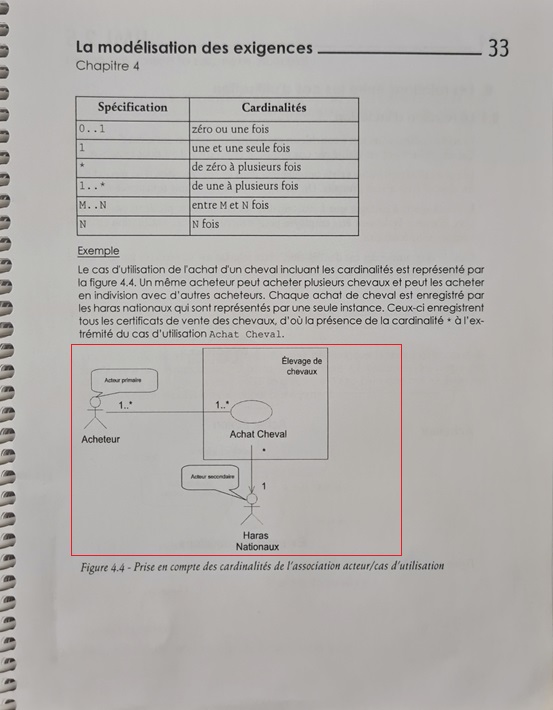 La modélisation des exigences 33
Chapitre 4
Spécification Cardinalités
0..1 zéro ou une fois
1 une et une seule fois
* de zéro à plusieurs fois
1..* de une à plusieurs fois
M..N entre M et N fois
N N fois
Exemple
Le cas d'utilisation de l'achat d'un cheval incluant les cardinalités est représenté par
la figure 4.4. Un même acheteur peut acheter plusieurs chevaux et peut les acheter
en indivision avec d'autres acheteurs. Chaque achat de cheval est enregistré par
les haras nationaux qui sont représentés par une seule instance. Ceux-ci enregistrent
tous les certificats de vente des chevaux, d'où la présence de la cardinalité * à l'ex-
trémité du cas d'utilisation Achat Cheval.
Élevage de
chevaux
Acteur primaire
1..* 1..*
Acheteur
Achat Cheval
*
Acteur secondaire
1
Haras
Nationaux
Figure 4.4 - Prise en compte des cardinalités de l'association acteur/cas d'utilisation